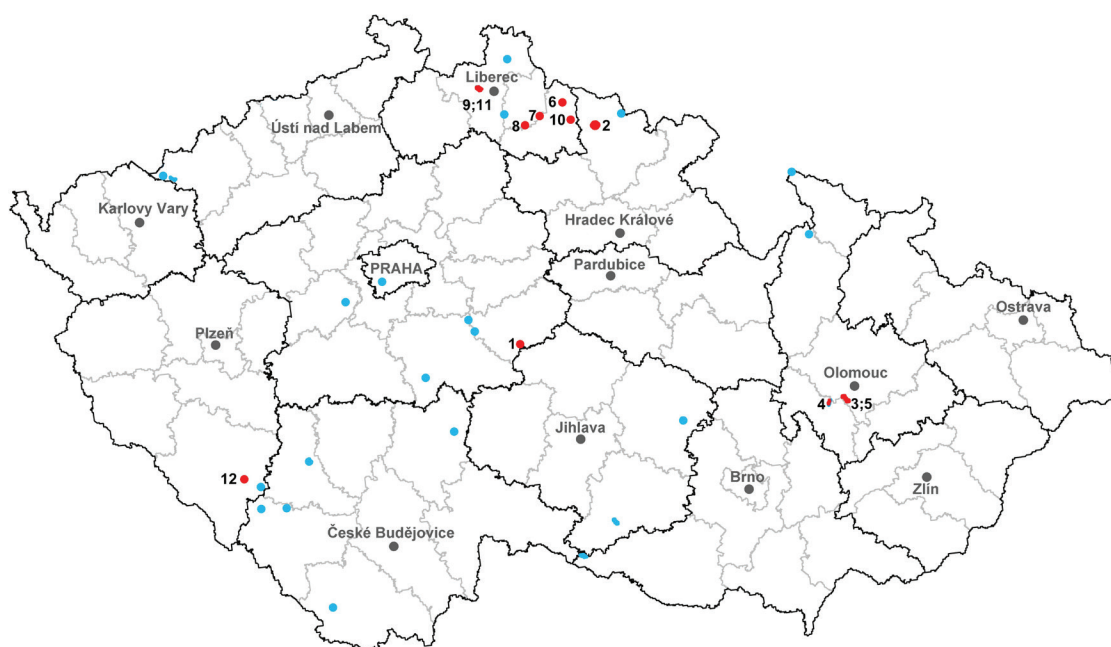 Liberec
9;11
6
7
8
10
2
Ústí nad Labem
Karlovy Vary
Hradec Králové
PRAHA
Pardubice
Ostrava
Plzeň
1
Olomouc
4
3;5
Jihlava
12
Brno
Zlín
České Budějovice